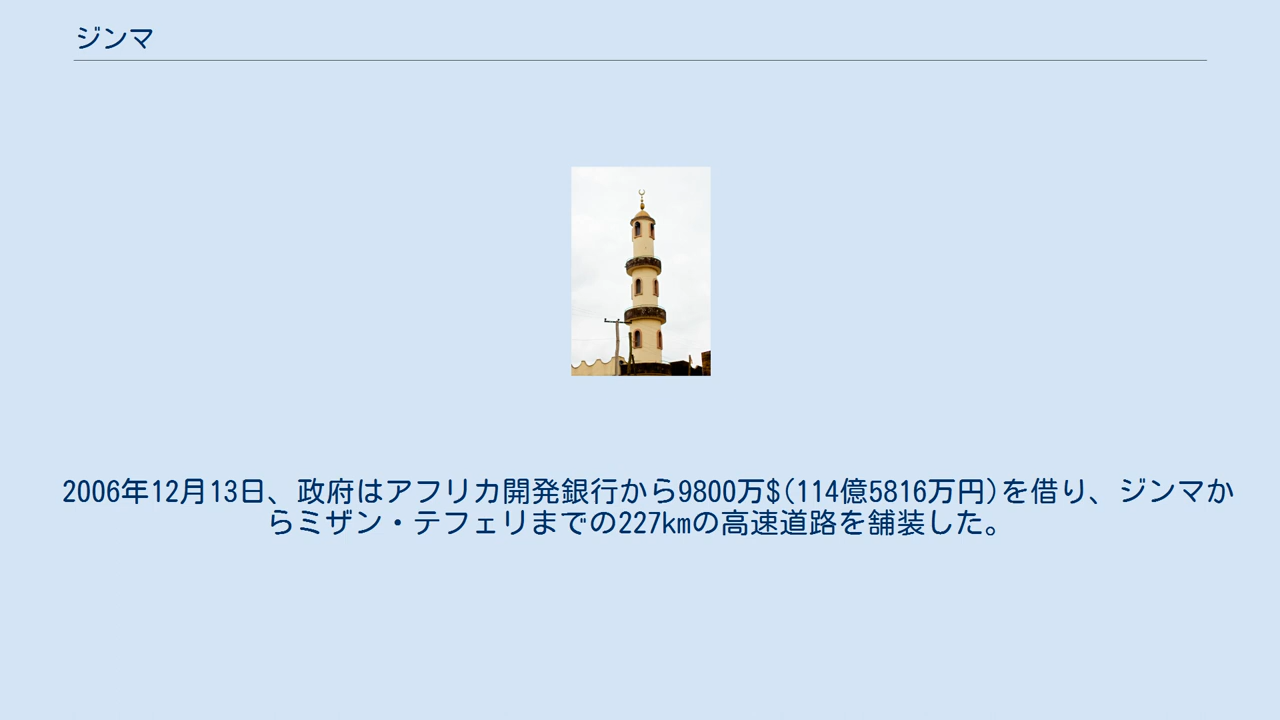 ジンマ
2006年12月13日、政府はアフリカ開発銀行から9800万$(114億5816万円)を借り、ジンマか
らミザン・テフェリまでの227kmの高速道路を舗装した。